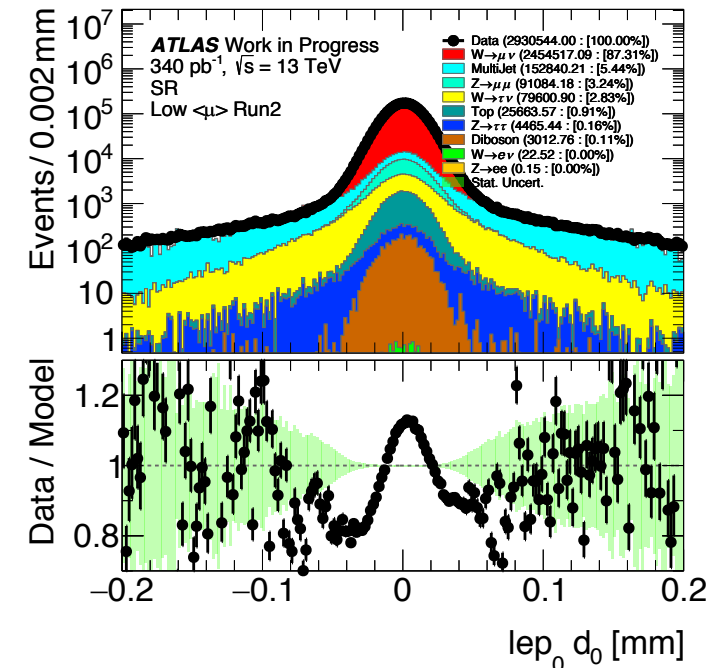 10⁷
10⁶
10⁵
10⁴
10³
10²
10
1
Events / 0.002 mm
ATLAS Work in Progress
340 pb⁻¹, √s = 13 TeV
SR
Low <μ> Run2
Data (2930544.00 : [100.00%])
W→μν (2454517.09 : [87.31%])
MultiJet (152840.21 : [5.44%])
Z→μμ (91084.18 : [3.24%])
W→τν (79600.90 : [2.83%])
Top (25663.57 : [0.91%])
Z→ττ (4465.44 : [0.16%])
Diboson (3012.76 : [0.11%])
W→eν (22.52 : [0.00%])
Z→ee (0.15 : [0.00%])
Stat. Uncert.
1.2
1
0.8
Data / Model
−0.2 −0.1 0 0.1 0.2
lep₀ d₀ [mm]